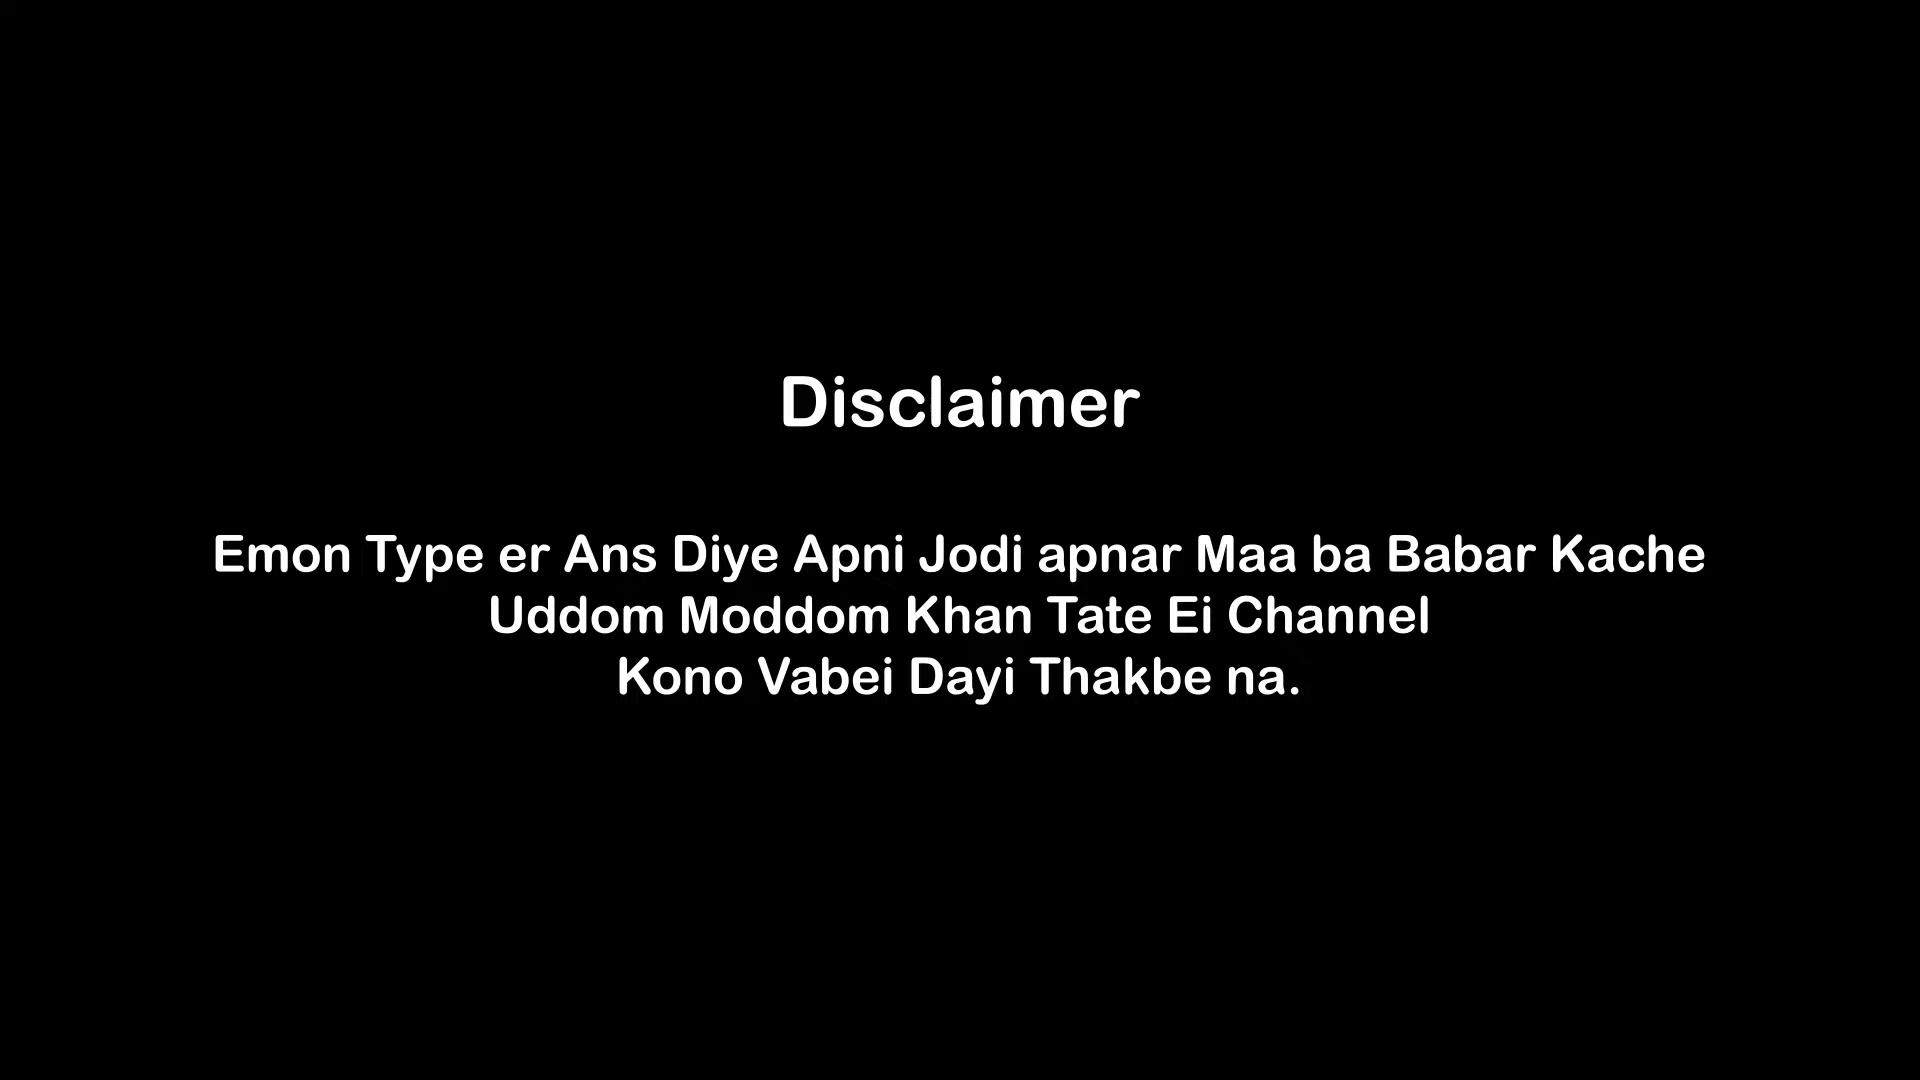 Disclaimer
Emon Type er Ans Diye Apni Jodi apnar Maa ba Babar Kache
Uddom Moddom Khan Tate Ei Channel
Kono Vabei Dayi Thakbe na.